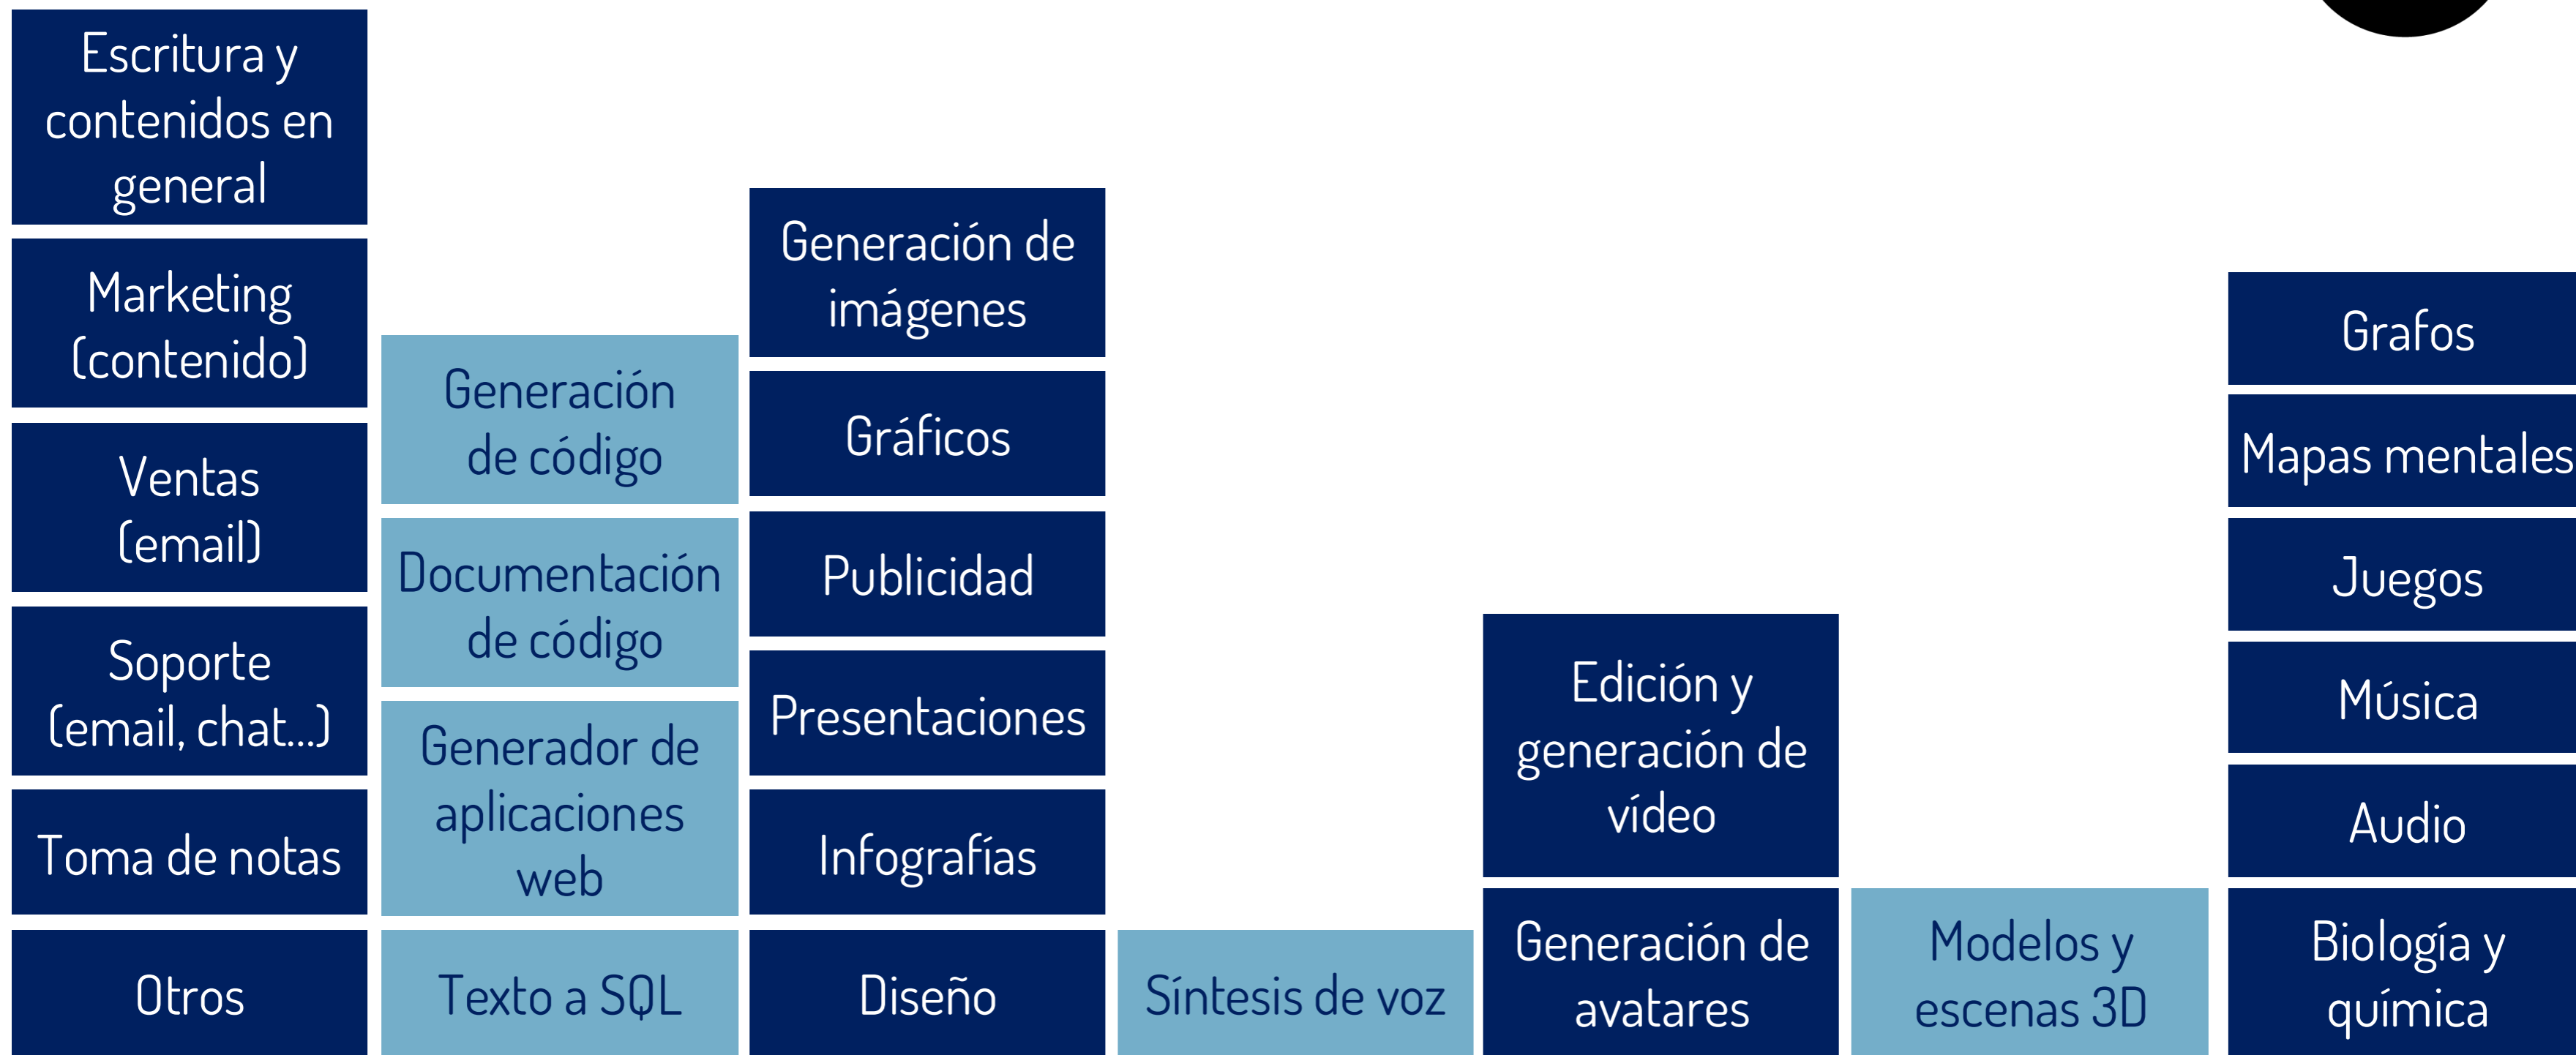 Escritura y
contenidos en
general
Marketing
(contenido)
Ventas
(email)
Soporte
(email, chat...)
Toma de notas
Otros
Generación
de código
Documentación
de código
Generador de
aplicaciones
web
Texto a SQL
Generación de
imágenes
Gráficos
Publicidad
Presentaciones
Infografías
Diseño
Síntesis de voz
Edición y
generación de
vídeo
Generación de
avatares
Modelos y
escenas 3D
Grafos
Mapas mentales
Juegos
Música
Audio
Biología y
química